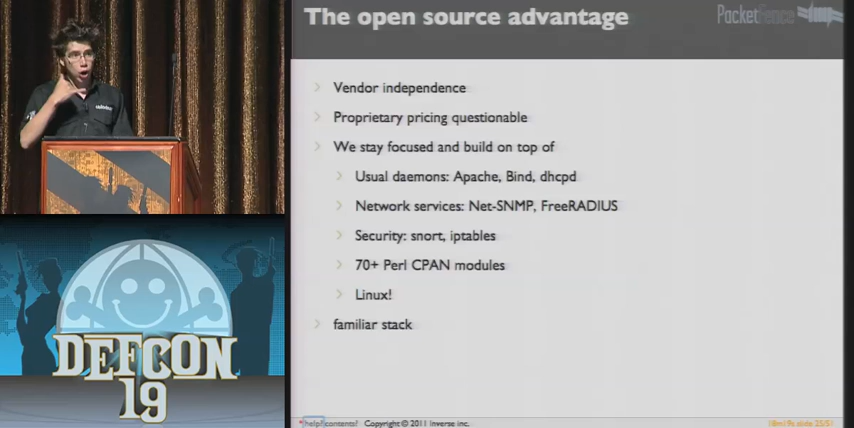 The open source advantage
PacketFence
Vendor independence
Proprietary pricing questionable
We stay focused and build on top of
Usual daemons: Apache, Bind, dhcpd
Network services: Net-SNMP, FreeRADIUS
Security: snort, iptables
70+ Perl CPAN modules
Linux!
familiar stack
DEFCON
19
help? contents? Copyright © 2011 Inverse inc.